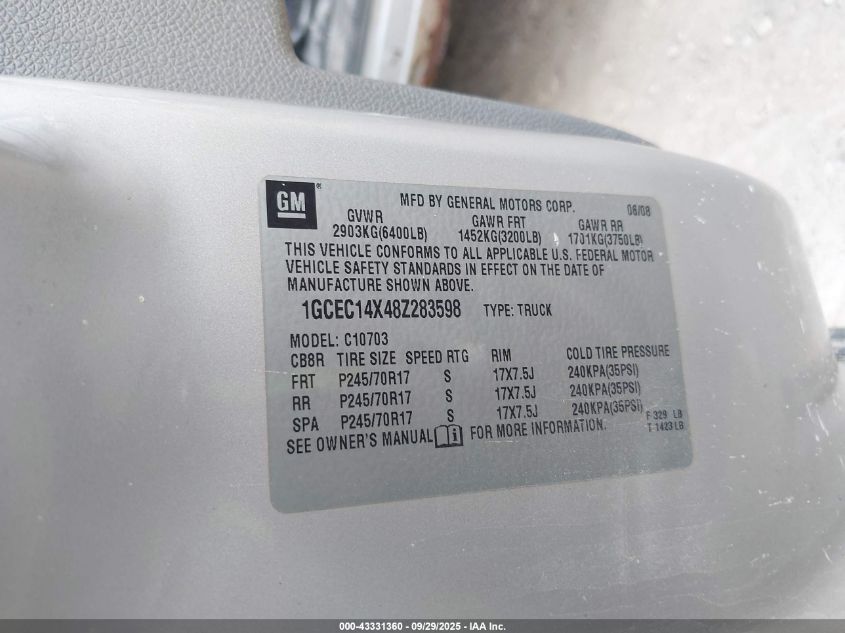 GM
MFD BY GENERAL MOTORS CORP. 06/08
GVWR GAWR FRT GAWR RR
2903KG(6400LB) 1452KG(3200LB) 1701KG(3750LB)
THIS VEHICLE CONFORMS TO ALL APPLICABLE U.S. FEDERAL MOTOR
VEHICLE SAFETY STANDARDS IN EFFECT ON THE DATE OF
MANUFACTURE SHOWN ABOVE.
1GCEC14X48Z283598 TYPE: TRUCK
MODEL: C10703
CB8R TIRE SIZE SPEED RTG RIM COLD TIRE PRESSURE
FRT P245/70R17 S 17X7.5J 240KPA(35PSI)
RR P245/70R17 S 17X7.5J 240KPA(35PSI)
SPA P245/70R17 S 17X7.5J 240KPA(35PSI)
F 329 LB
T 1423 LB
SEE OWNER'S MANUAL FOR MORE INFORMATION.
000-43331360 - 09/29/2025 - IAA Inc.